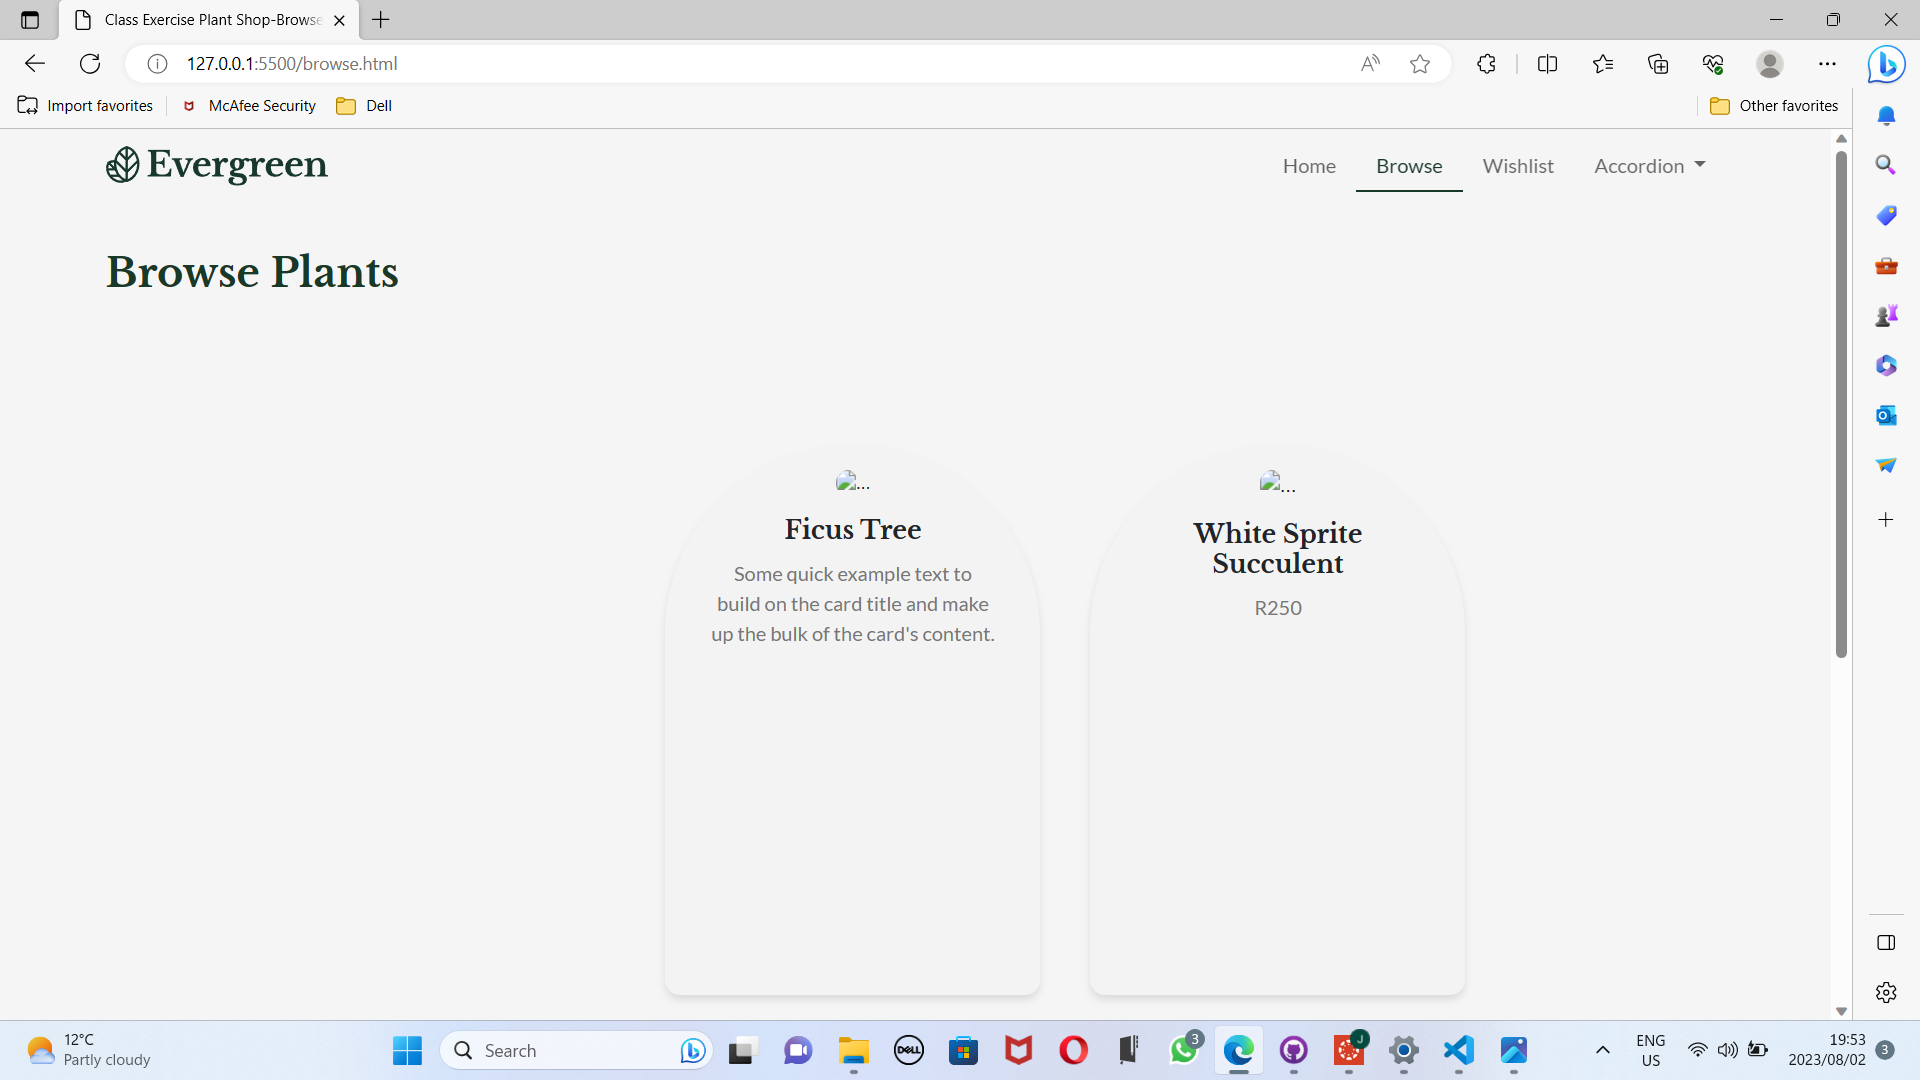 Class Exercise Plant Shop-Browse
127.0.0.1:5500/browse.html
Import favorites
McAfee Security
Dell
Other favorites
Evergreen
Home
Browse
Wishlist
Accordion
Browse Plants
...
Ficus Tree
Some quick example text to
build on the card title and make
up the bulk of the card's content.
...
White Sprite
Succulent
R250
12°C
Partly cloudy
Search
DELL
3
J
ENG
US
19:53
2023/08/02
3